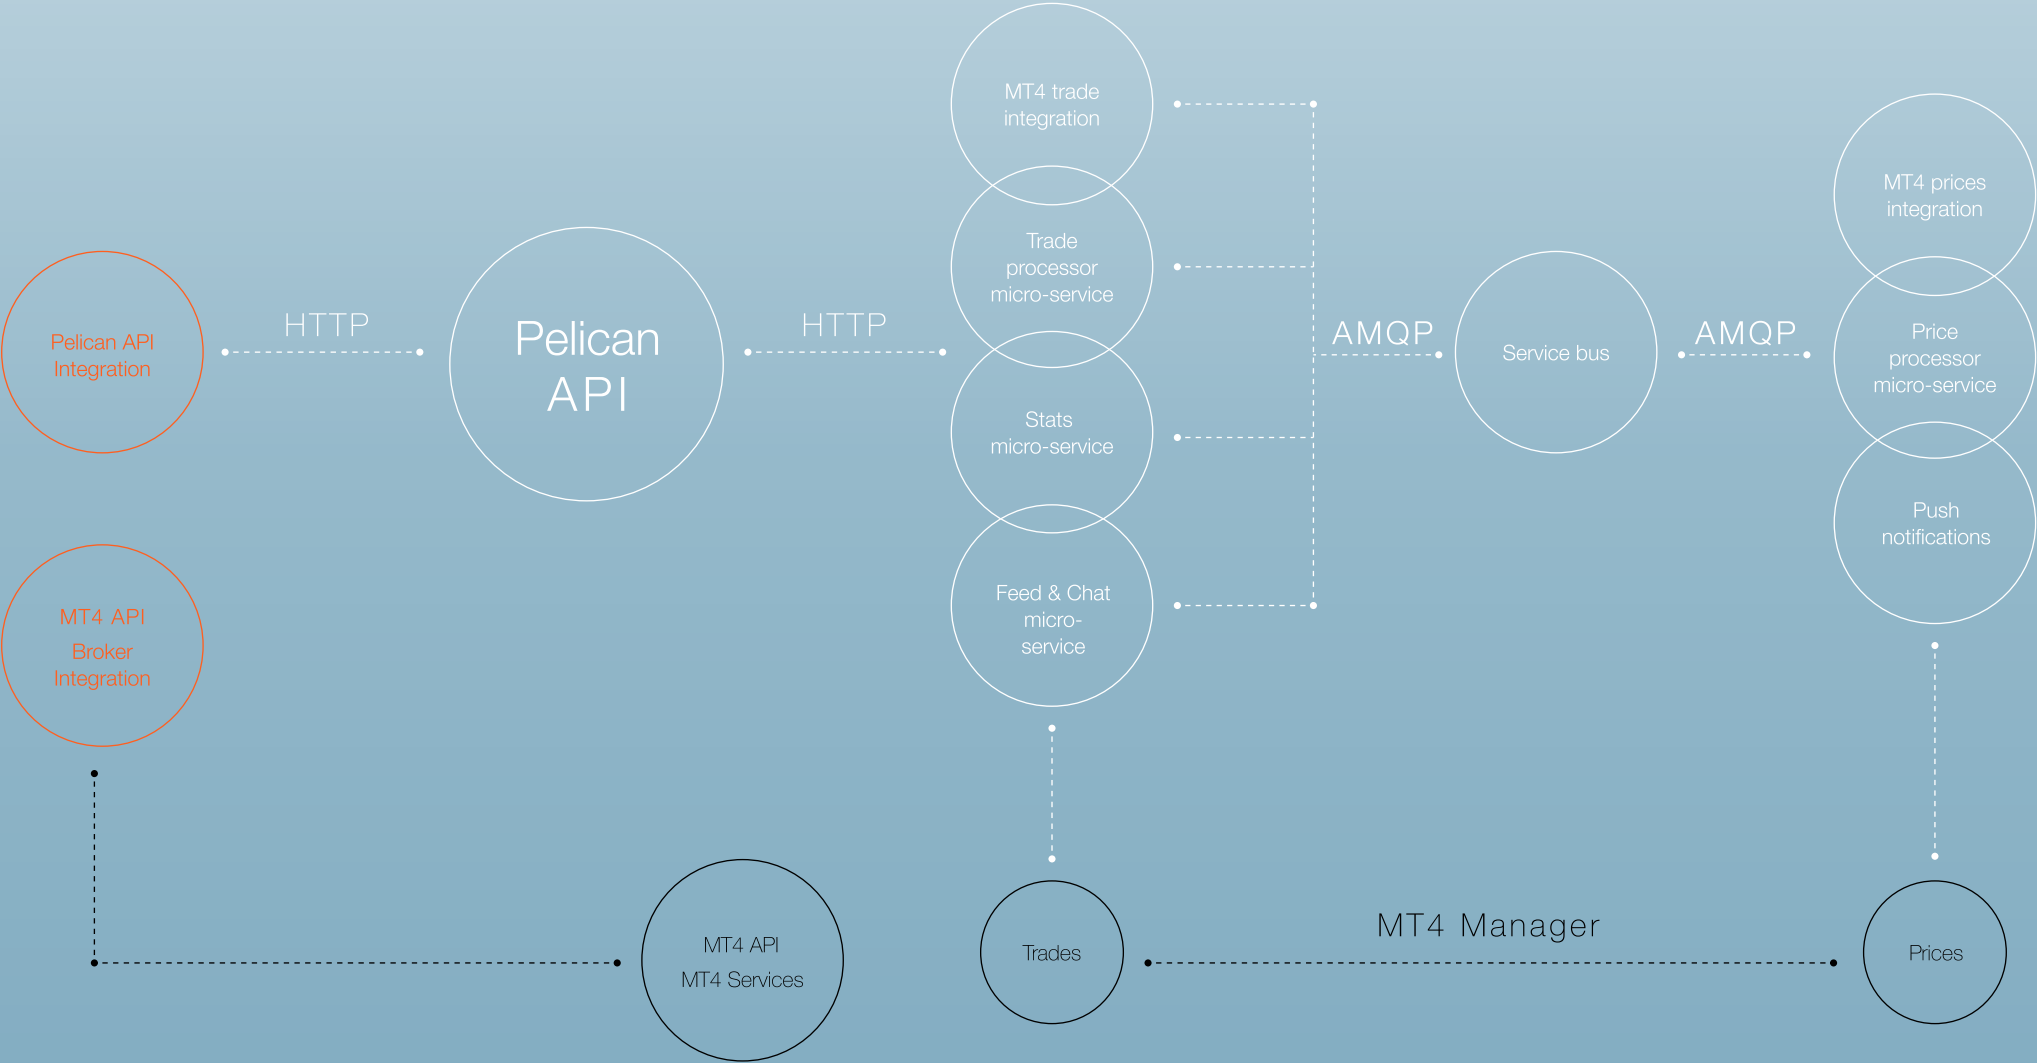 Pelican API
Integration
HTTP
Pelican
API
HTTP
MT4 trade
integration
Trade
processor
micro-service
Stats
micro-service
Feed & Chat
micro-
service
AMQP
Service bus
AMQP
MT4 prices
integration
Price
processor
micro-service
Push
notifications
MT4 API
Broker
Integration
MT4 API
MT4 Services
Trades
MT4 Manager
Prices